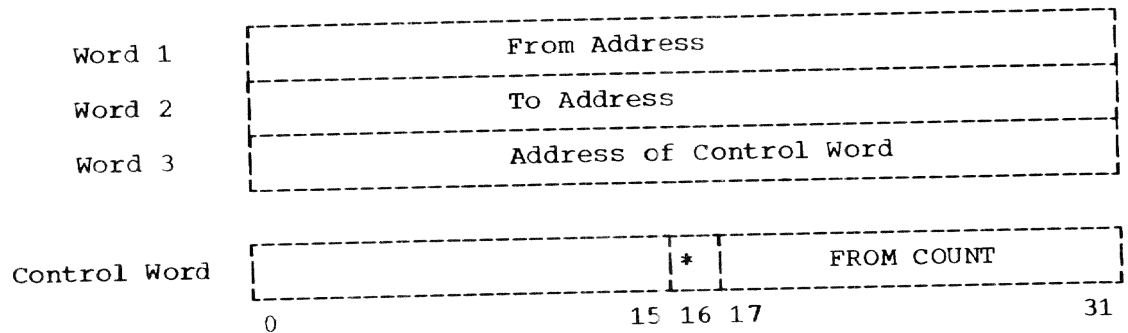 Word 1 From Address
Word 2 To Address
Word 3 Address of Control Word
Control Word * FROM COUNT
0 15 16 17 31